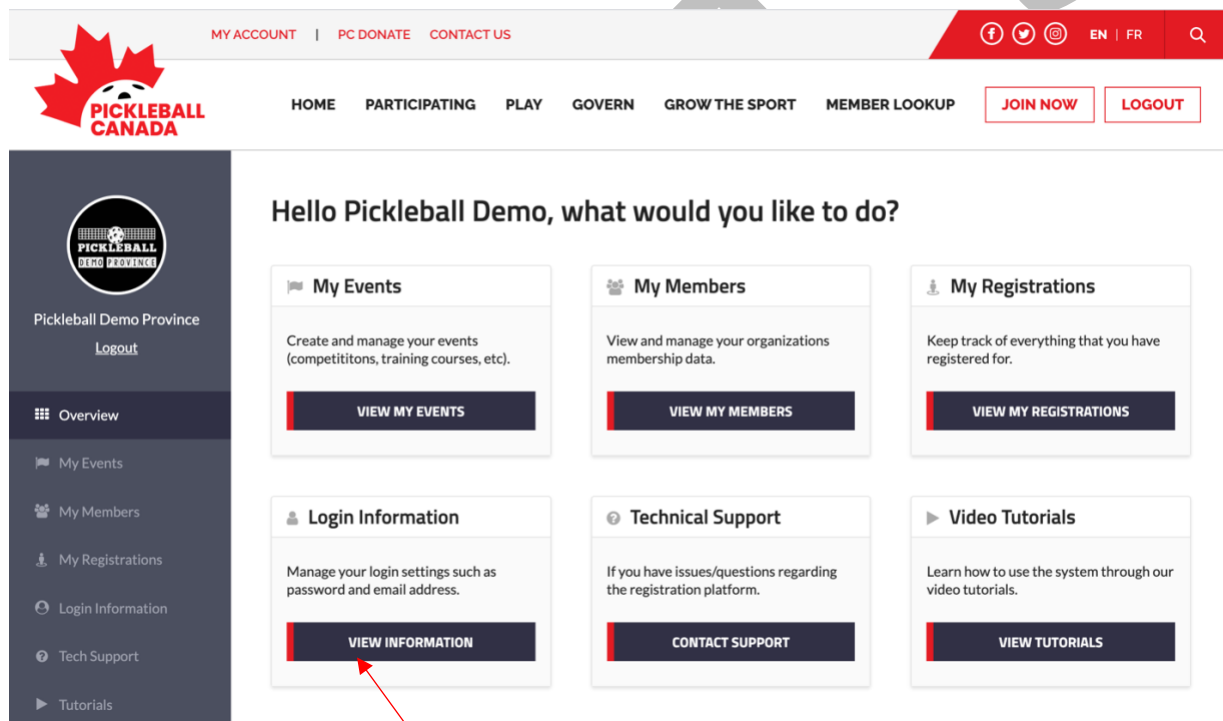 MY ACCOUNT | PC DONATE CONTACT US
EN | FR
PICKLEBALL
CANADA
HOME PARTICIPATING PLAY GOVERN GROW THE SPORT MEMBER LOOKUP JOIN NOW LOGOUT
PICKLEBALL
DEMO PROVINCE
Pickleball Demo Province
Logout
Overview
My Events
My Members
My Registrations
Login Information
Tech Support
Tutorials
Hello Pickleball Demo, what would you like to do?
My Events
Create and manage your events
(competititons, training courses, etc).
VIEW MY EVENTS
My Members
View and manage your organizations
membership data.
VIEW MY MEMBERS
My Registrations
Keep track of everything that you have
registered for.
VIEW MY REGISTRATIONS
Login Information
Manage your login settings such as
password and email address.
VIEW INFORMATION
Technical Support
If you have issues/questions regarding
the registration platform.
CONTACT SUPPORT
Video Tutorials
Learn how to use the system through our
video tutorials.
VIEW TUTORIALS